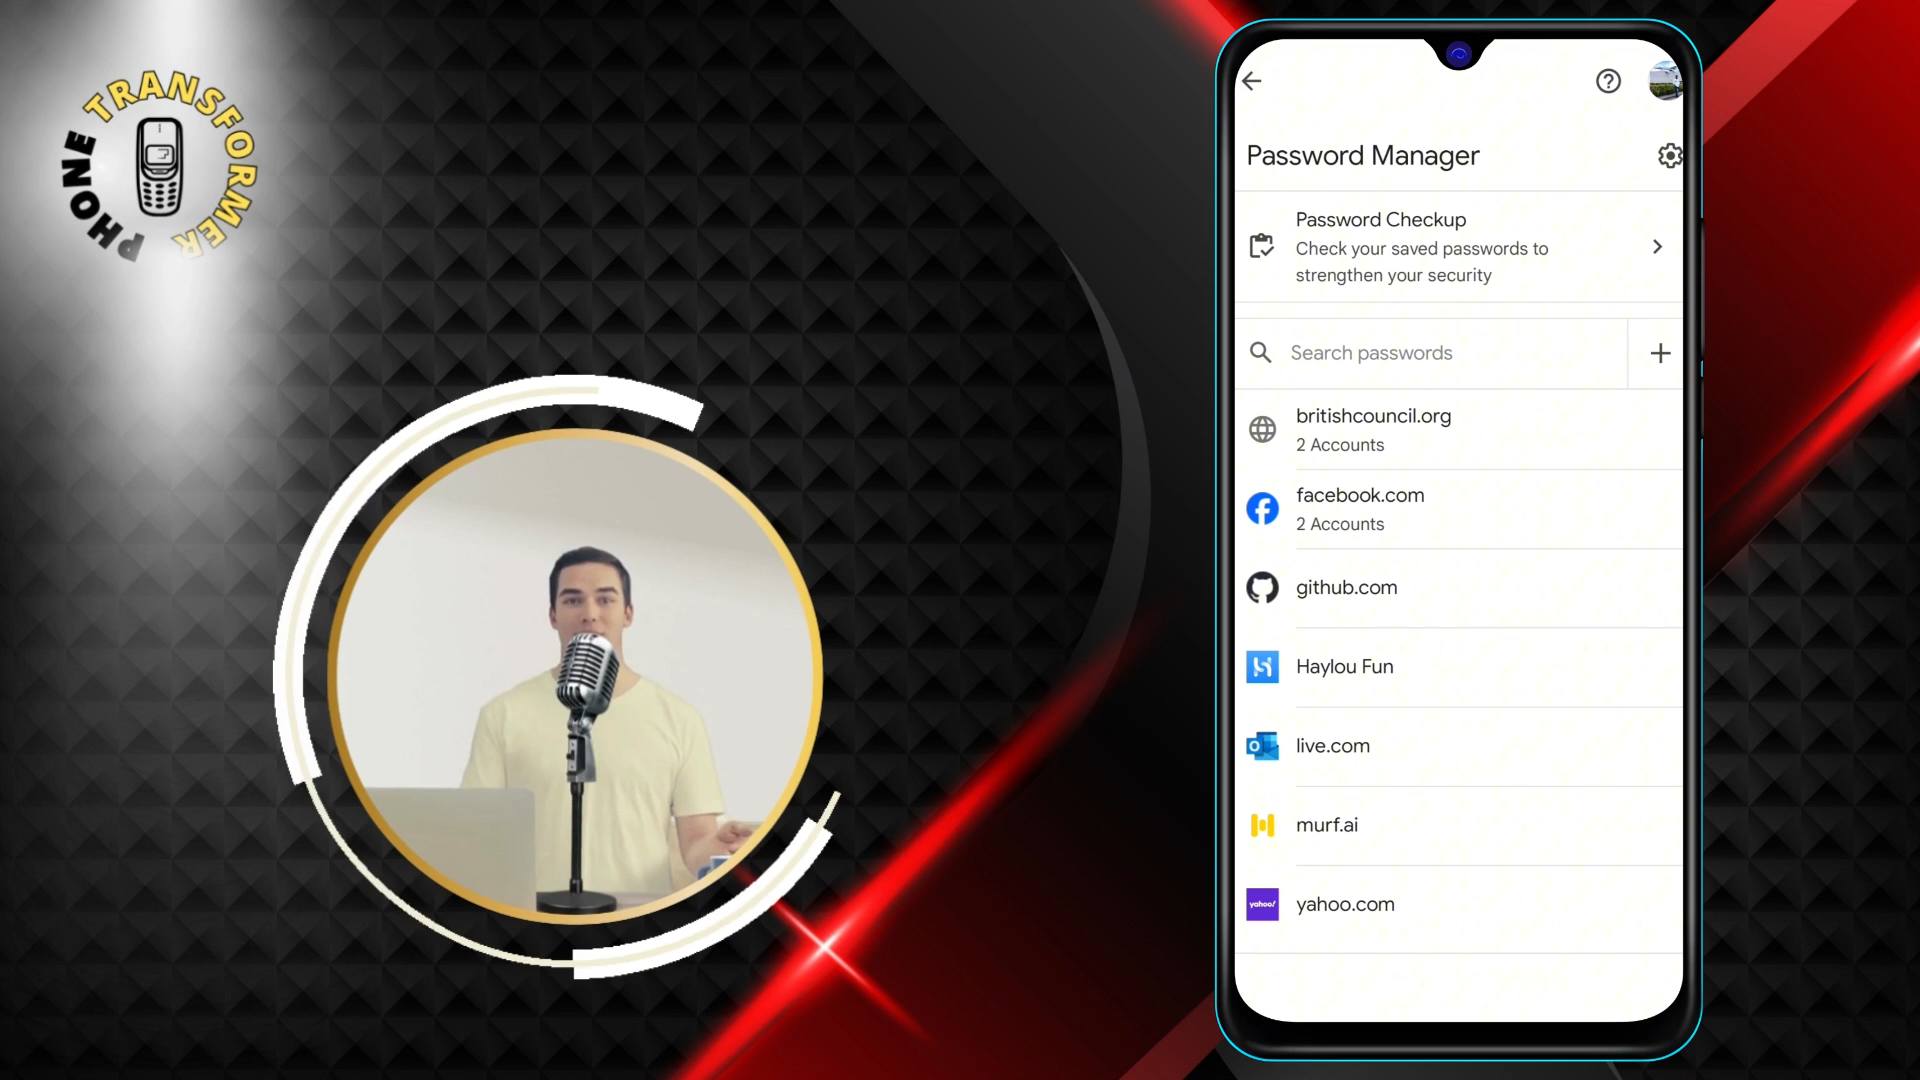 PHONE TRANSFORMER
Password Manager
Password Checkup
Check your saved passwords to
strengthen your security
Search passwords
britishcouncil.org
2 Accounts
facebook.com
2 Accounts
github.com
Haylou Fun
live.com
murf.ai
yahoo!
yahoo.com